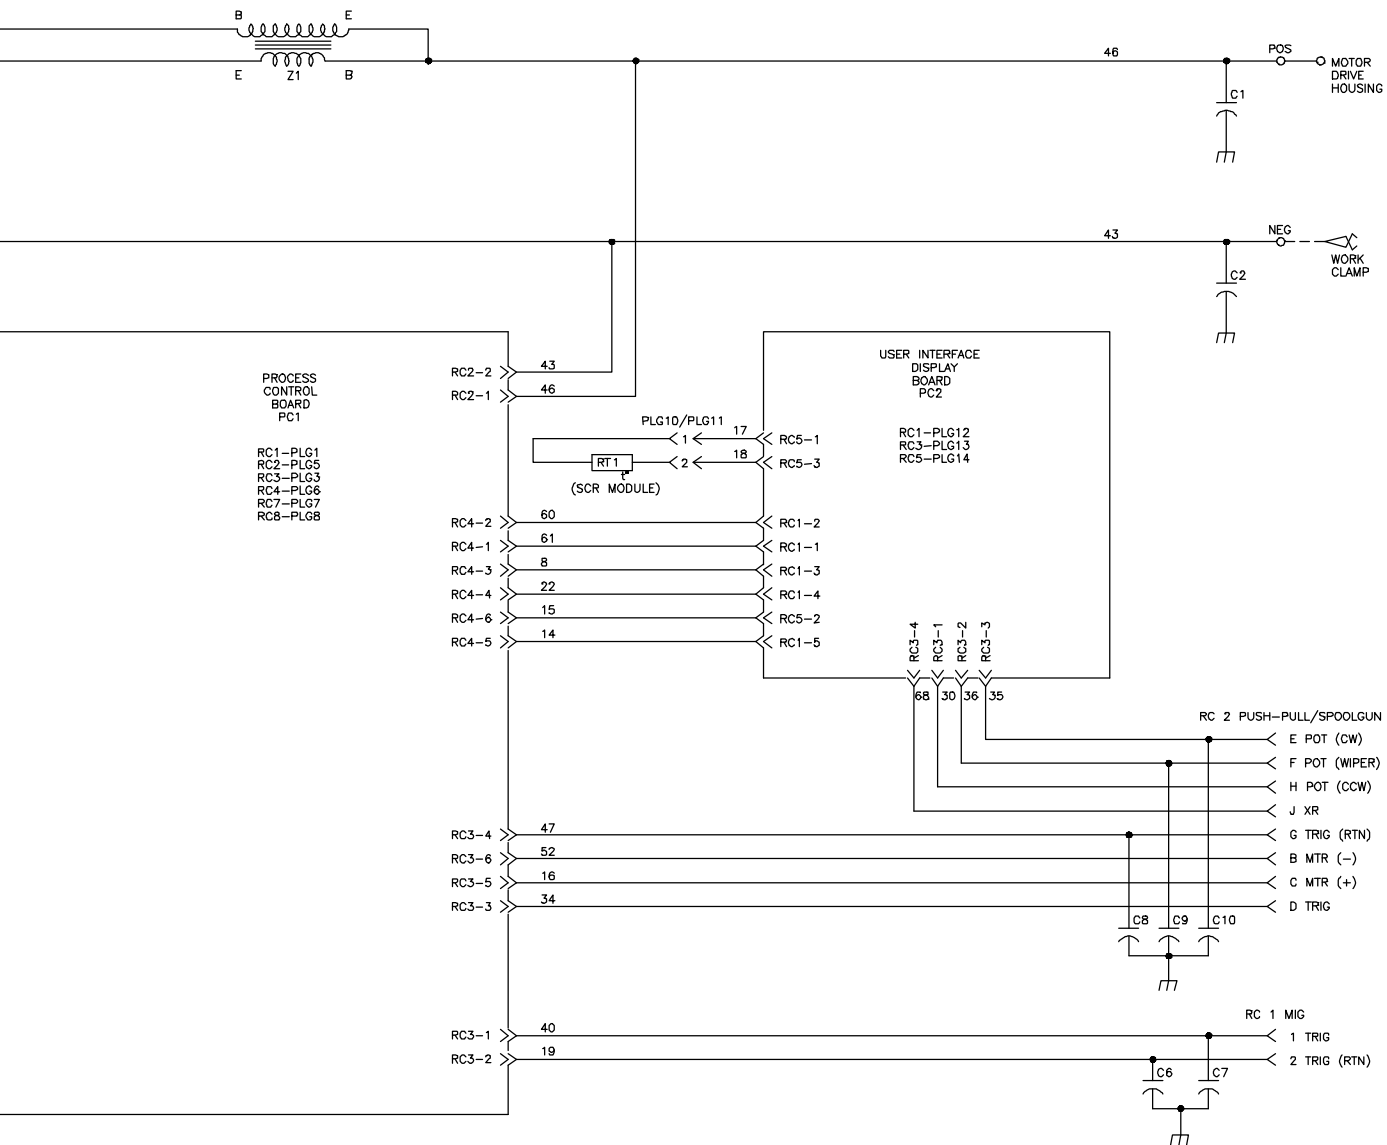 B E
E Z1 B
46
POS
MOTOR
DRIVE
HOUSING
C1
43
NEG
WORK
CLAMP
C2
PROCESS
CONTROL
BOARD
PC1
RC1-PLG1
RC2-PLG5
RC3-PLG3
RC4-PLG6
RC7-PLG7
RC8-PLG8
USER INTERFACE
DISPLAY
BOARD
PC2
RC1-PLG12
RC3-PLG13
RC5-PLG14
RC2-2 43
RC2-1 46
PLG10/PLG11
1 17 RC5-1
RT1 2 18 RC5-3
t°
(SCR MODULE)
RC4-2 60 RC1-2
RC4-1 61 RC1-1
RC4-3 8 RC1-3
RC4-4 22 RC1-4
RC4-6 15 RC5-2
RC4-5 14 RC1-5
RC3-4
RC3-1
RC3-2
RC3-3
68 30 36 35
RC 2 PUSH-PULL/SPOOLGUN
E POT (CW)
F POT (WIPER)
H POT (CCW)
J XR
RC3-4 47 G TRIG (RTN)
RC3-6 52 B MTR (-)
RC3-5 16 C MTR (+)
RC3-3 34 D TRIG
C8 C9 C10
RC 1 MIG
RC3-1 40 1 TRIG
RC3-2 19 2 TRIG (RTN)
C6 C7